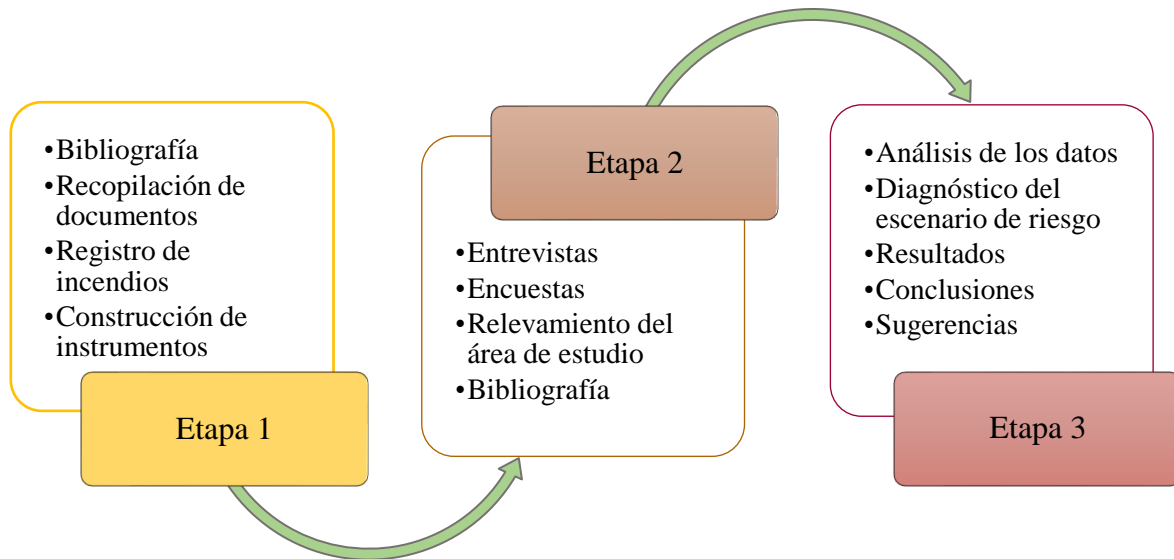 •Bibliografía
•Recopilación de
documentos
•Registro de
incendios
•Construcción de
instrumentos
Etapa 1
Etapa 2
•Entrevistas
•Encuestas
•Relevamiento del
área de estudio
•Bibliografía
•Análisis de los datos
•Diagnóstico del
escenario de riesgo
•Resultados
•Conclusiones
•Sugerencias
Etapa 3